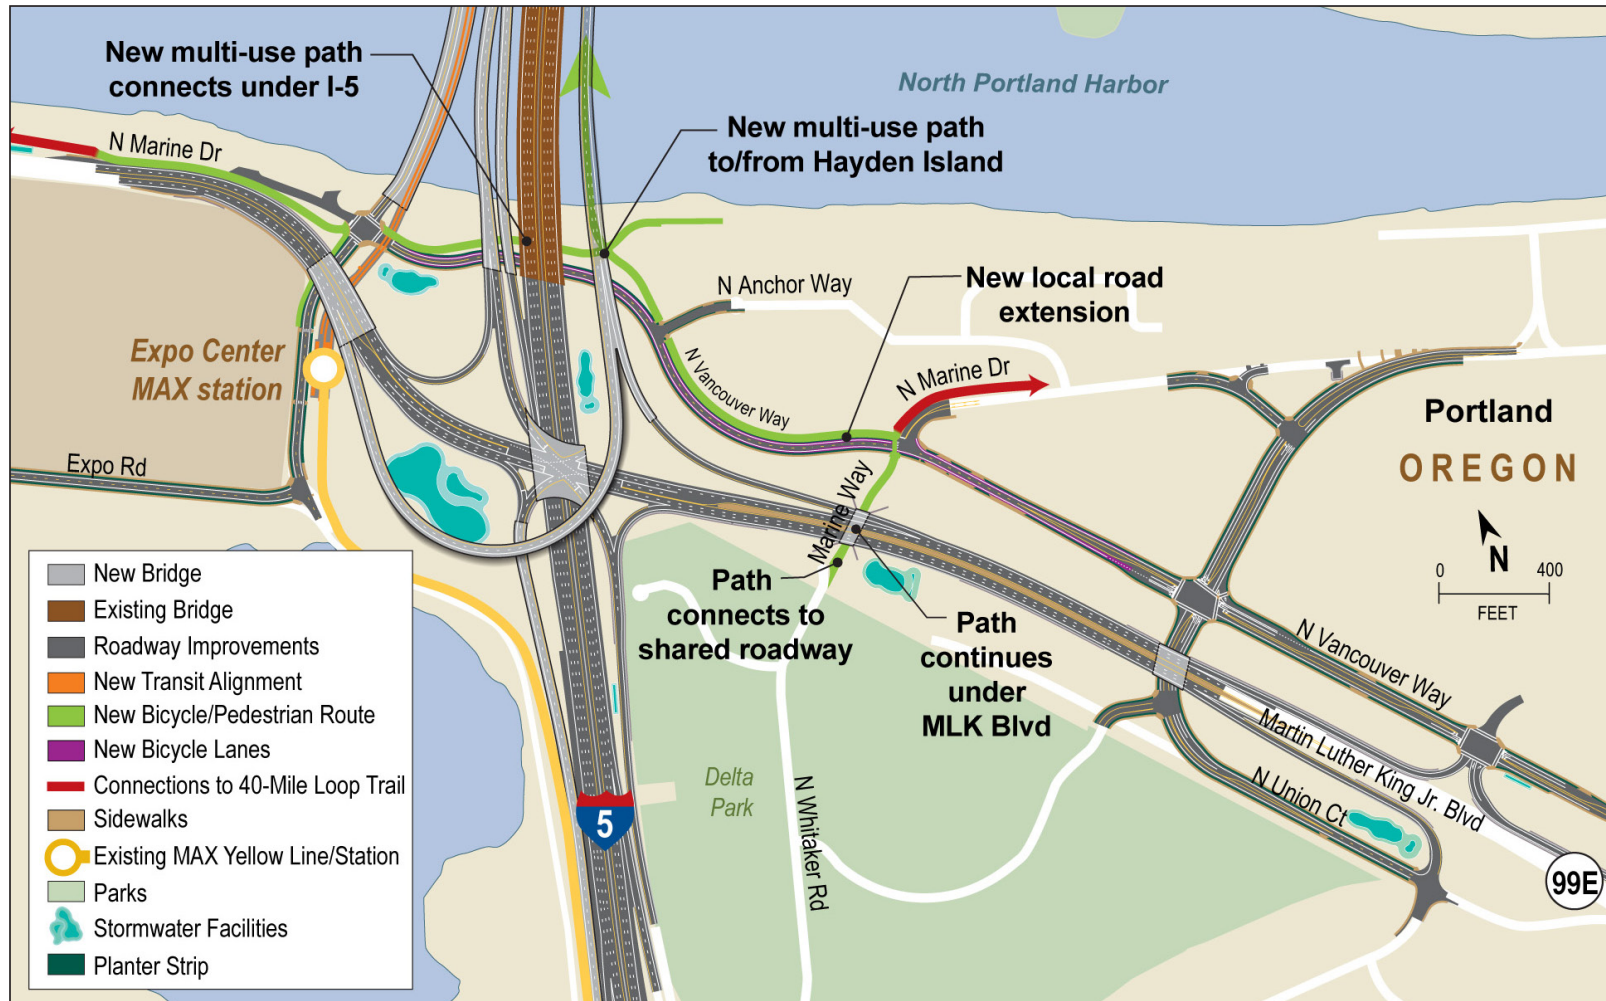 New multi-use path
connects under I-5
North Portland Harbor
New multi-use path
to/from Hayden Island
N Marine Dr
N Anchor Way
New local road
extension
Expo Center
MAX station
N Vancouver Way
N Marine Dr
Portland
OREGON
Expo Rd
Marine Way
N
0
400
FEET
Path
connects to
shared roadway
Path
continues
under
MLK Blvd
N Vancouver Way
Martin Luther King Jr. Blvd
N Union Ct
Delta
Park
N Whitaker Rd
5
99E
New Bridge
Existing Bridge
Roadway Improvements
New Transit Alignment
New Bicycle/Pedestrian Route
New Bicycle Lanes
Connections to 40-Mile Loop Trail
Sidewalks
Existing MAX Yellow Line/Station
Parks
Stormwater Facilities
Planter Strip